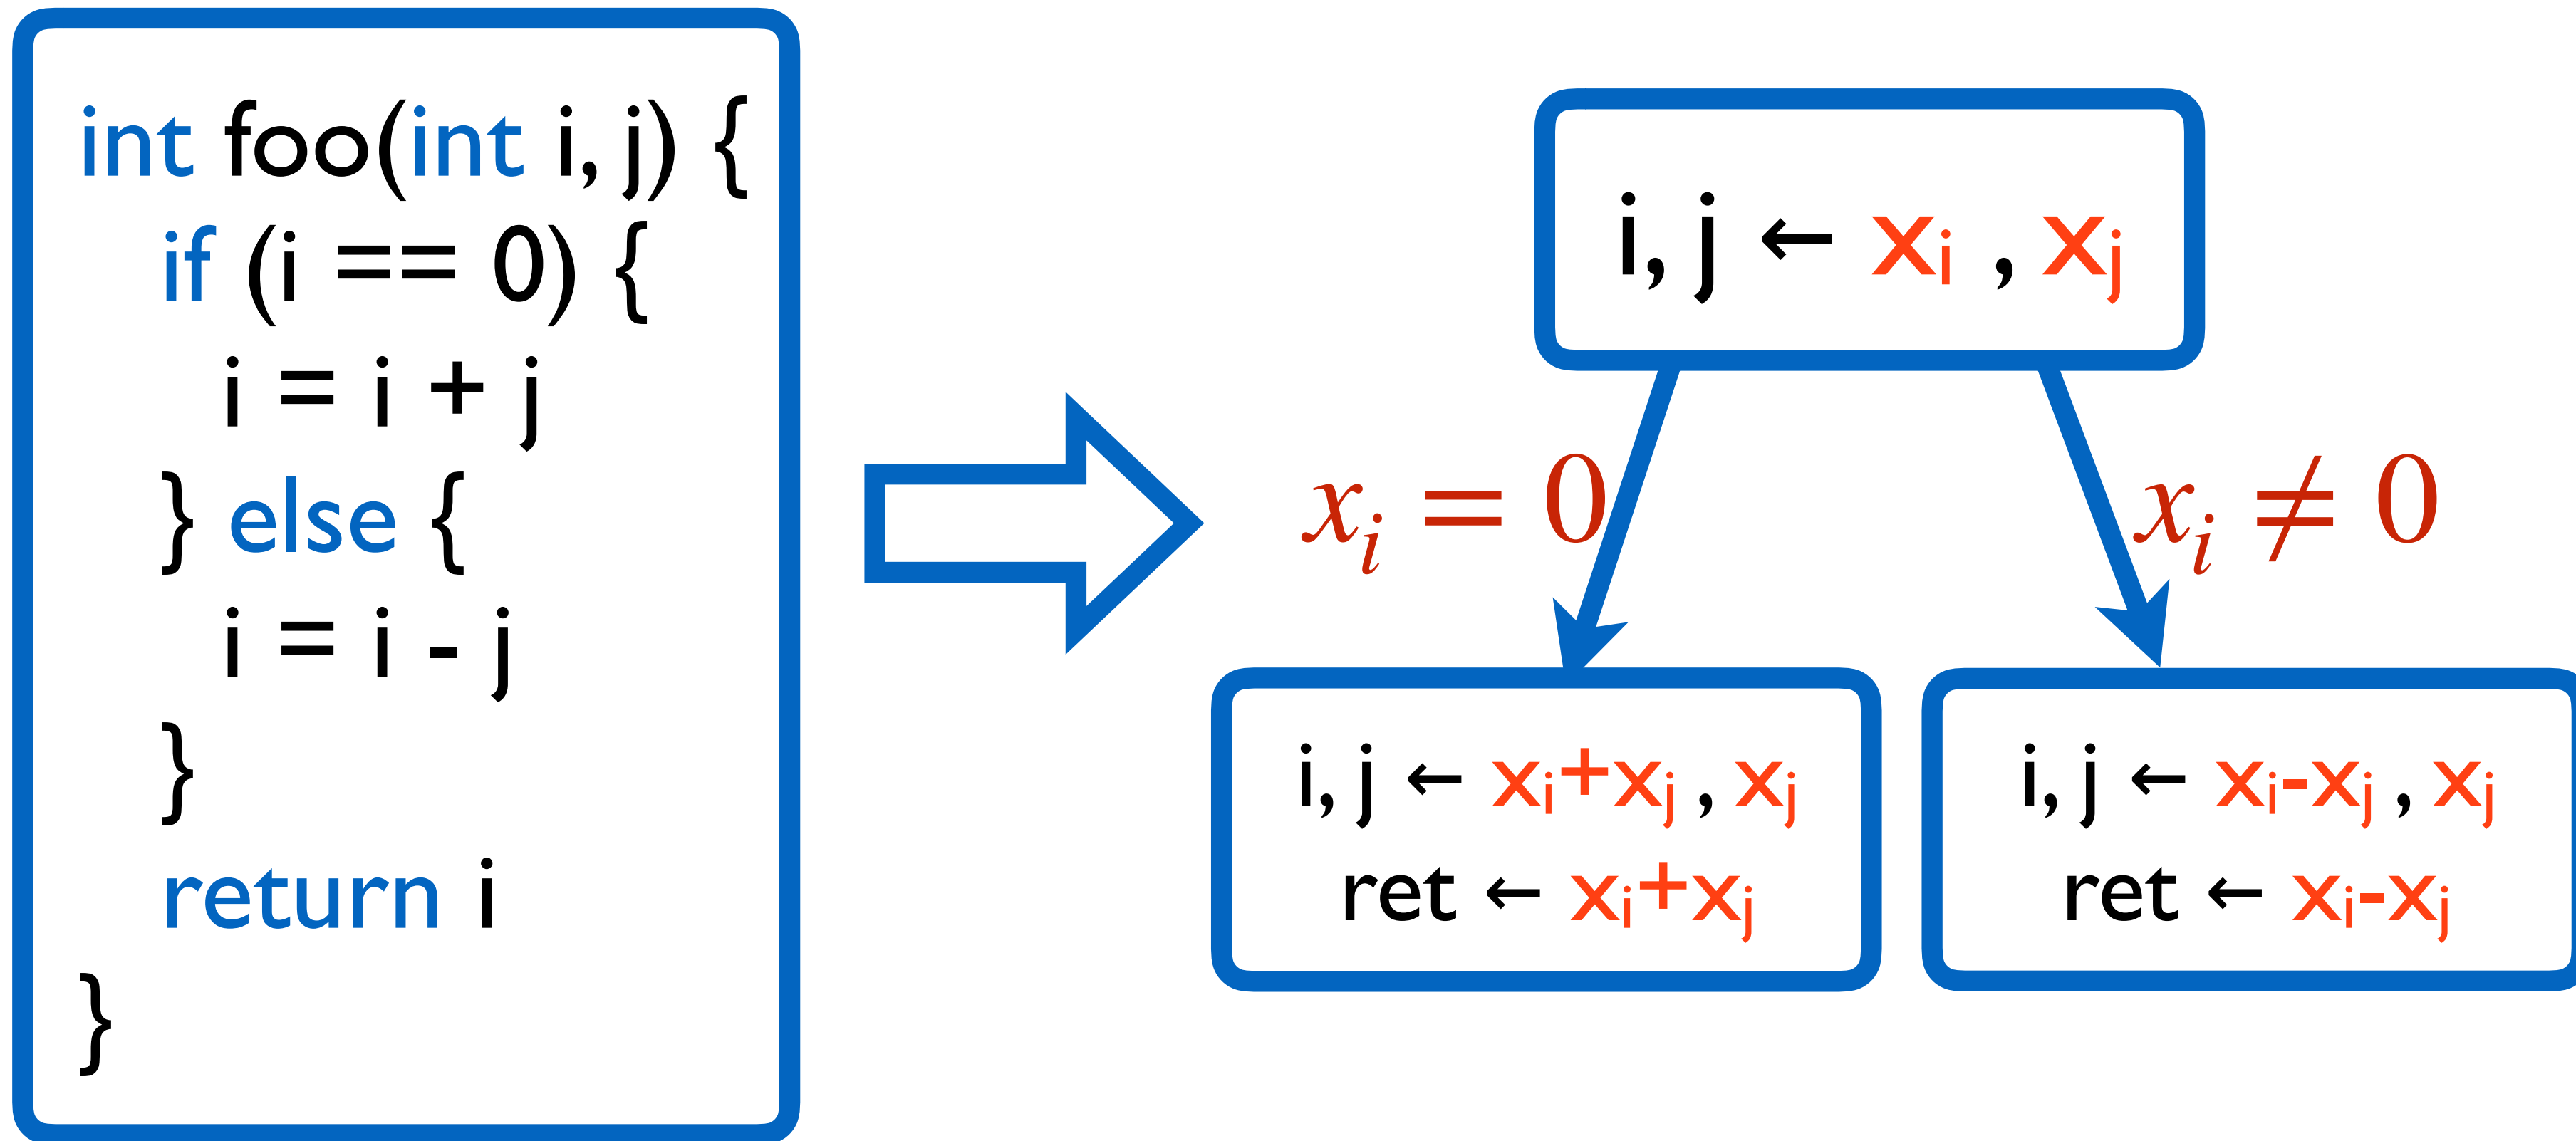 int foo(int i, j) {
if (i == 0) {
i = i + j
} else {
i = i - j
}
return i
}
i, j ← xᵢ , xⱼ
xᵢ = 0
xᵢ ≠ 0
i, j ← xᵢ+xⱼ , xⱼ
ret ← xᵢ+xⱼ
i, j ← xᵢ-xⱼ , xⱼ
ret ← xᵢ-xⱼ